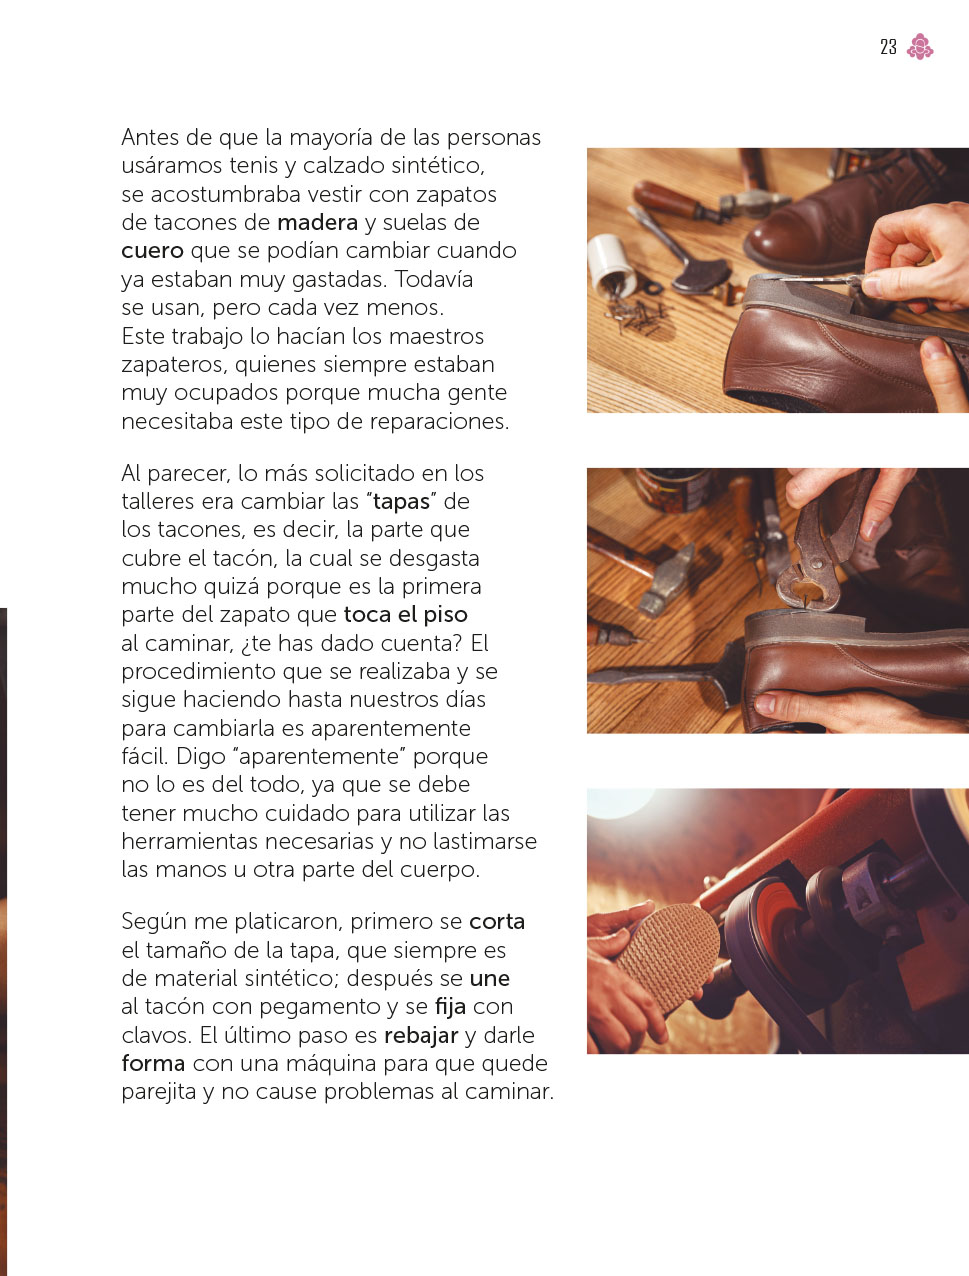 23
Antes de que la mayoría de las personas
usáramos tenis y calzado sintético,
se acostumbraba vestir con zapatos
de tacones de madera y suelas de
cuero que se podían cambiar cuando
ya estaban muy gastadas. Todavía
se usan, pero cada vez menos.
Este trabajo lo hacían los maestros
zapateros, quienes siempre estaban
muy ocupados porque mucha gente
necesitaba este tipo de reparaciones.
Al parecer, lo más solicitado en los
talleres era cambiar las “tapas” de
los tacones, es decir, la parte que
cubre el tacón, la cual se desgasta
mucho quizá porque es la primera
parte del zapato que toca el piso
al caminar, ¿te has dado cuenta? El
procedimiento que se realizaba y se
sigue haciendo hasta nuestros días
para cambiarla es aparentemente
fácil. Digo “aparentemente” porque
no lo es del todo, ya que se debe
tener mucho cuidado para utilizar las
herramientas necesarias y no lastimarse
las manos u otra parte del cuerpo.
Según me platicaron, primero se corta
el tamaño de la tapa, que siempre es
de material sintético; después se une
al tacón con pegamento y se fija con
clavos. El último paso es rebajar y darle
forma con una máquina para que quede
parejita y no cause problemas al caminar.